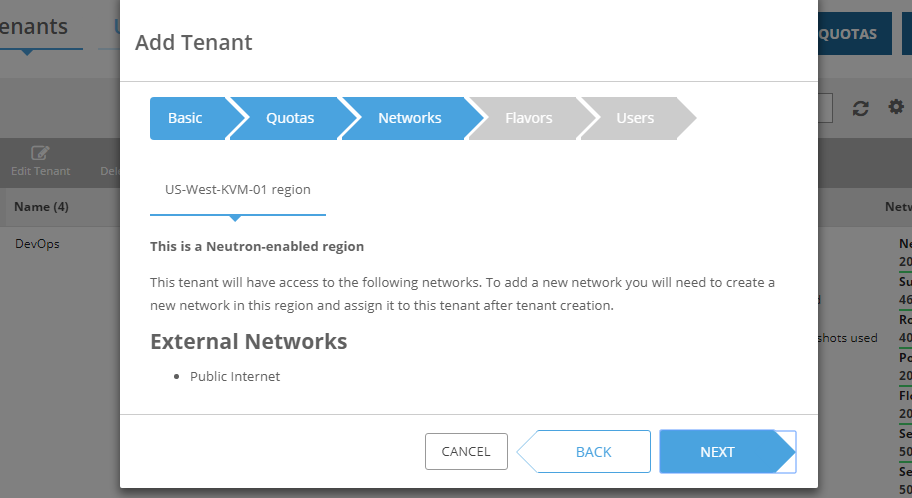 enants
QUOTAS
Add Tenant
Basic
Quotas
Networks
Flavors
Users
Edit Tenant
US-West-KVM-01 region
Name (4)
DevOps
This is a Neutron-enabled region
This tenant will have access to the following networks. To add a new network you will need to create a
new network in this region and assign it to this tenant after tenant creation.
External Networks
Public Internet
shots used
CANCEL
BACK
NEXT
Netw
Ne
20
Su
46
Ro
40
Po
20
Flo
20
Se
50
Se
50